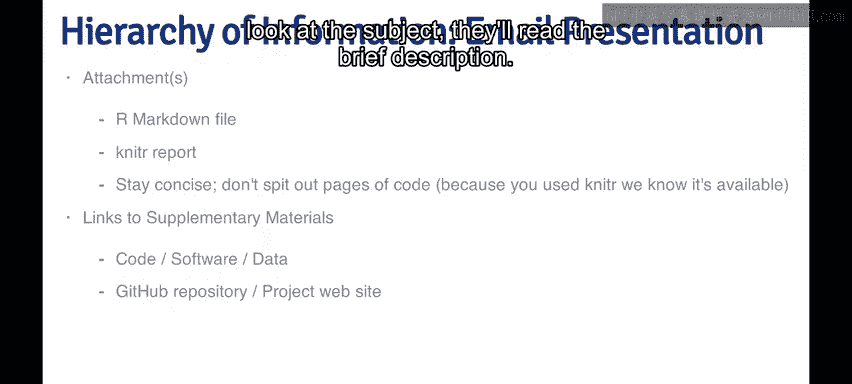 Hierarchy of Information: Email Presentation
look at the subject, they'll read the
brief description.
· Attachment(s)
- R Markdown file
- knitr report
- Stay concise; don't spit out pages of code (because you used knitr we know it's available)
· Links to Supplementary Materials
- Code / Software / Data
- GitHub repository / Project web site